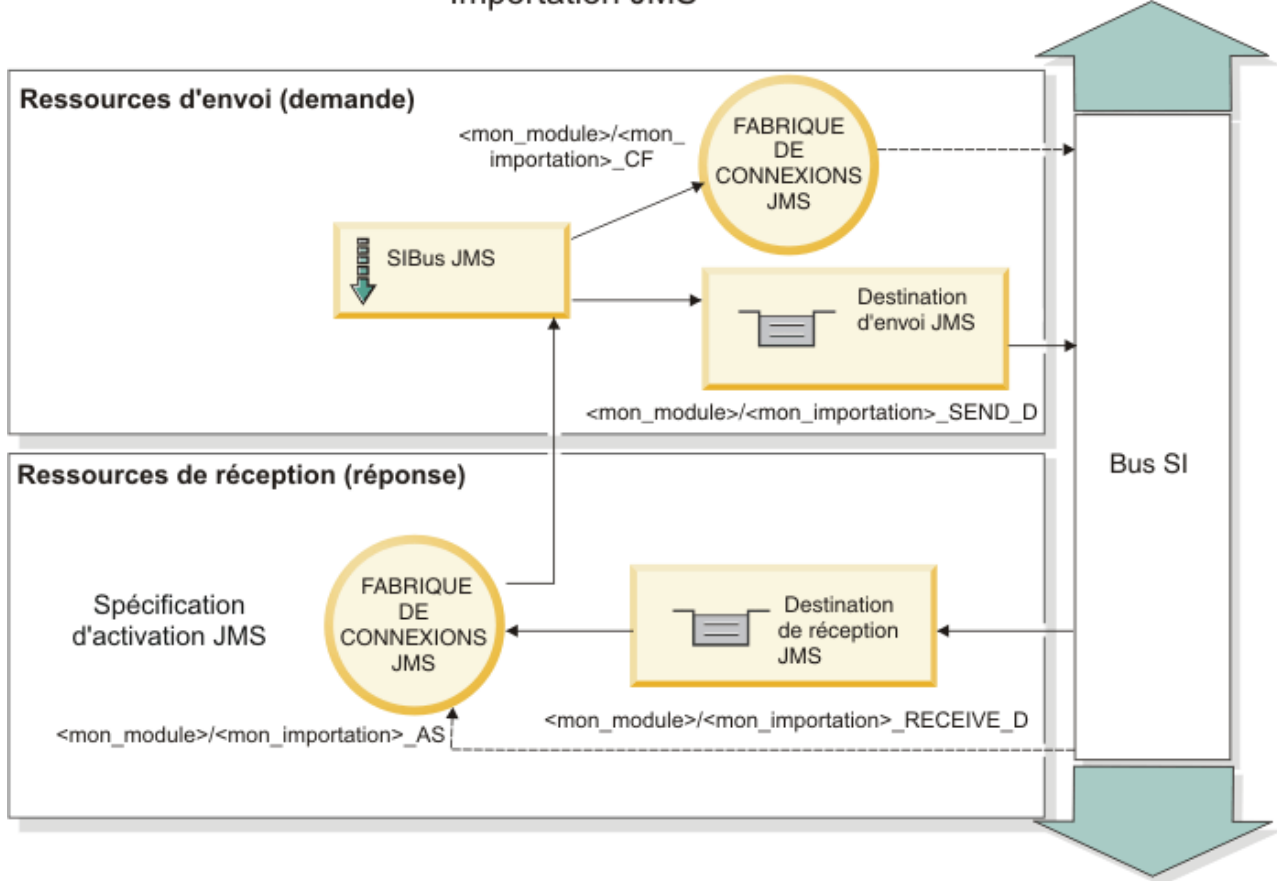 Importation JMS
Ressources d'envoi (demande)
<mon_module>/<mon_
importation>_CF
FABRIQUE
DE
CONNEXIONS
JMS
SIBus JMS
Destination
d'envoi JMS
<mon_module>/<mon_importation>_SEND_D
Bus SI
Ressources de réception (réponse)
Spécification
d'activation JMS
FABRIQUE
DE
CONNEXIONS
JMS
Destination
de réception
JMS
<mon_module>/<mon_importation>_AS
<mon_module>/<mon_importation>_RECEIVE_D